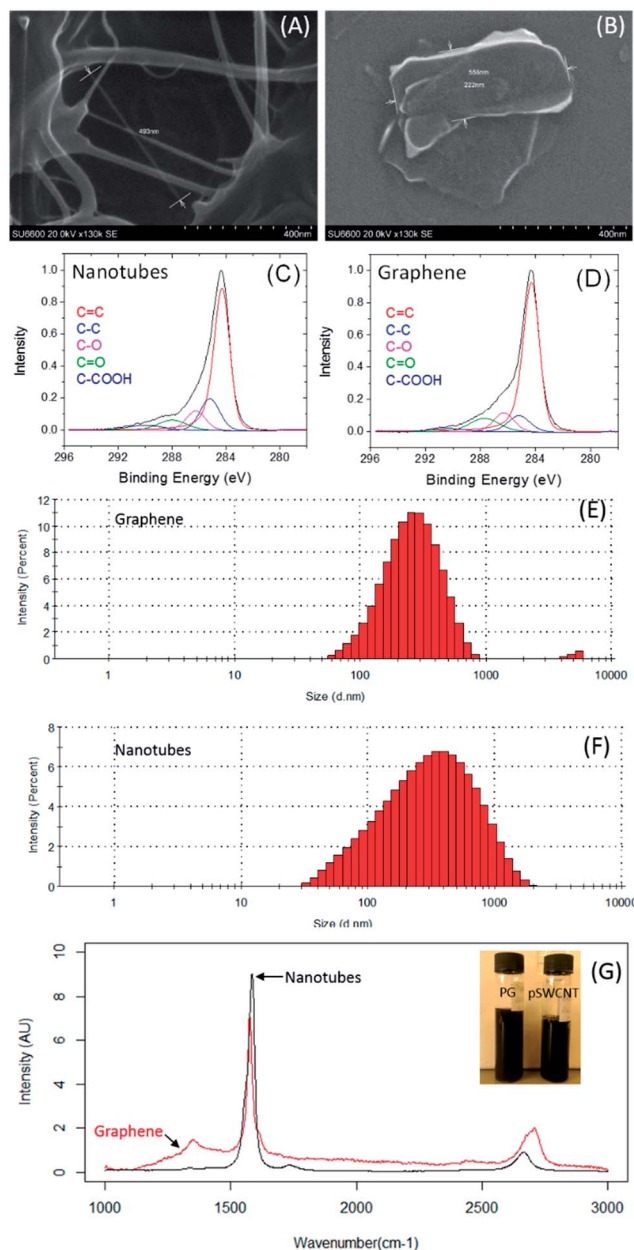 (A)
493nm
SU6600 20.0kV x130k SE 400nm
(B)
559nm
222nm
SU6600 20.0kV x130k SE 400nm
Nanotubes (C)
C=C
C-C
C-O
C=O
C-COOH
Intensity
1.0
0.8
0.6
0.4
0.2
0.0
296 292 288 284 280
Binding Energy (eV)
Graphene (D)
C=C
C-C
C-O
C=O
C-COOH
Intensity
1.0
0.8
0.6
0.4
0.2
0.0
296 292 288 284 280
Binding Energy (eV)
Graphene (E)
Intensity (Percent)
12
10
8
6
4
2
0
1 10 100 1000 10000
Size (d.nm)
Nanotubes (F)
Intensity (Percent)
8
6
4
2
0
1 10 100 1000 10000
Size (d.nm)
(G)
PG pSWCNT
Nanotubes
Graphene
Intensity (AU)
10
8
6
4
2
0
1000 1500 2000 2500 3000
Wavenumber(cm-1)